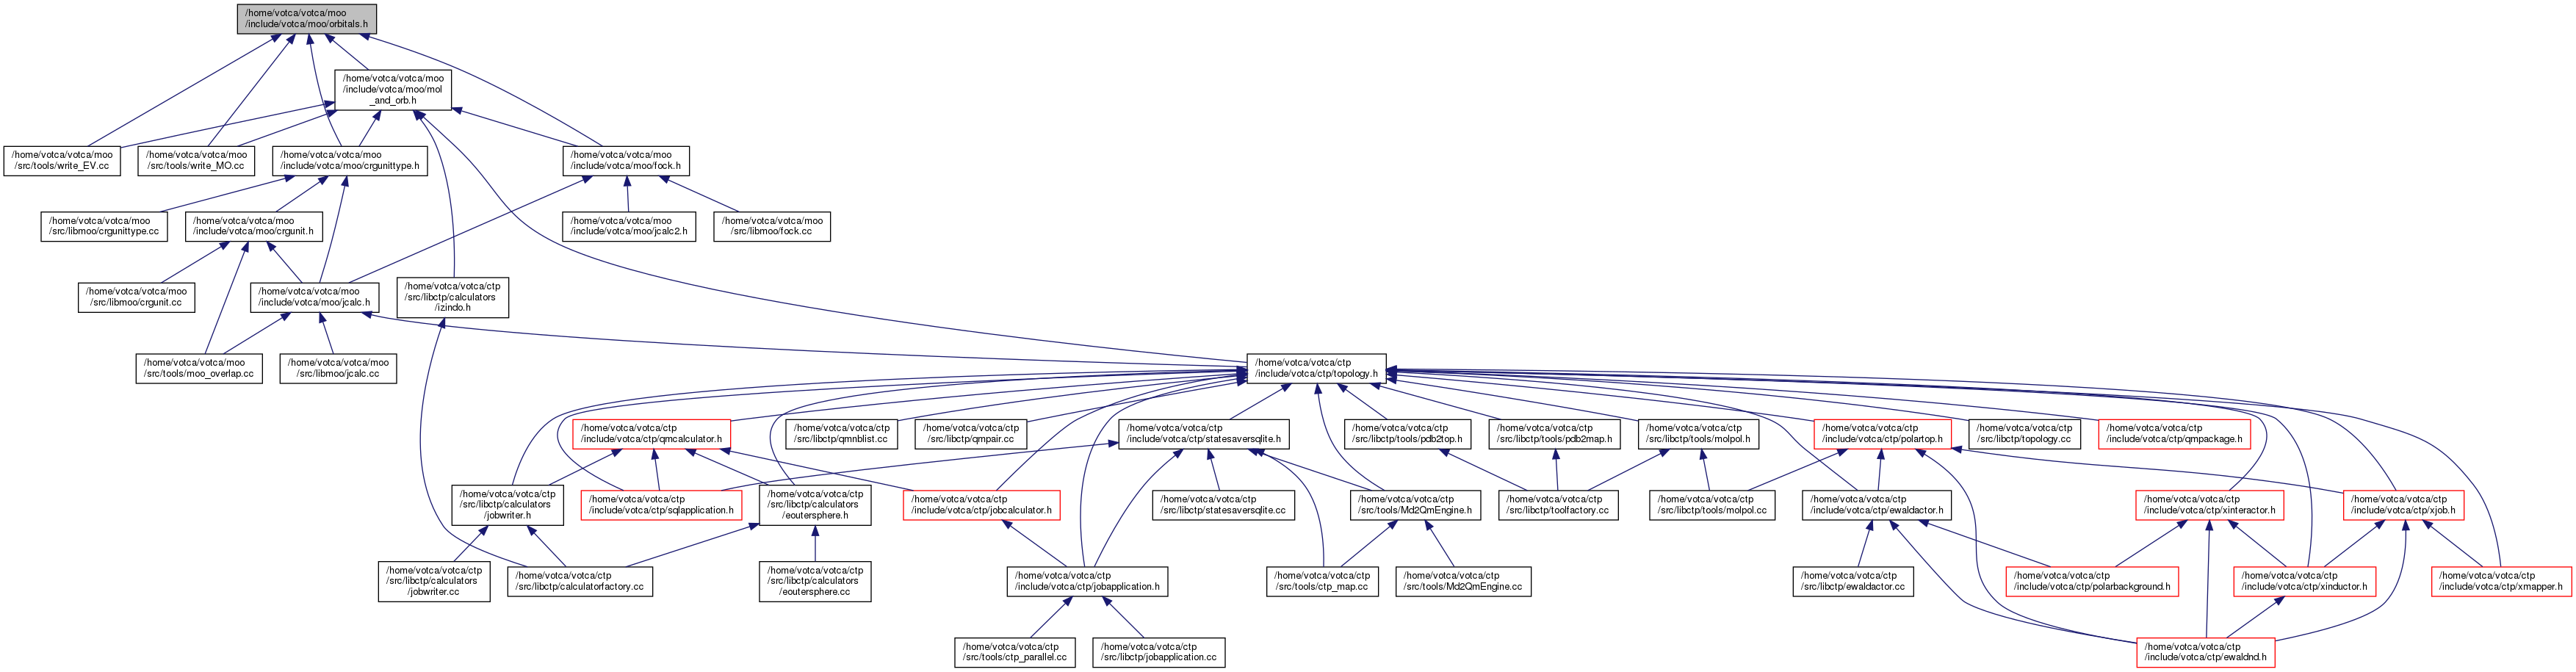 /home/votca/votca/moo
/include/votca/moo/orbitals.h
/home/votca/votca/moo
/include/votca/moo/mol
_and_orb.h
/home/votca/votca/moo
/src/tools/write_EV.cc
/home/votca/votca/moo
/src/tools/write_MO.cc
/home/votca/votca/moo
/include/votca/moo/crgunittype.h
/home/votca/votca/moo
/include/votca/moo/fock.h
/home/votca/votca/moo
/src/libmoo/crgunittype.cc
/home/votca/votca/moo
/include/votca/moo/crgunit.h
/home/votca/votca/moo
/include/votca/moo/jcalc2.h
/home/votca/votca/moo
/src/libmoo/fock.cc
/home/votca/votca/moo
/src/libmoo/crgunit.cc
/home/votca/votca/moo
/include/votca/moo/jcalc.h
/home/votca/votca/ctp
/src/libctp/calculators
/izindo.h
/home/votca/votca/moo
/src/tools/moo_overlap.cc
/home/votca/votca/moo
/src/libmoo/jcalc.cc
/home/votca/votca/ctp
/include/votca/ctp/topology.h
/home/votca/votca/ctp
/include/votca/ctp/qmcalculator.h
/home/votca/votca/ctp
/src/libctp/qmnblist.cc
/home/votca/votca/ctp
/src/libctp/qmpair.cc
/home/votca/votca/ctp
/include/votca/ctp/statesaversqlite.h
/home/votca/votca/ctp
/src/libctp/tools/pdb2top.h
/home/votca/votca/ctp
/src/libctp/tools/pdb2map.h
/home/votca/votca/ctp
/src/libctp/tools/molpol.h
/home/votca/votca/ctp
/include/votca/ctp/polartop.h
/home/votca/votca/ctp
/src/libctp/topology.cc
/home/votca/votca/ctp
/include/votca/ctp/qmpackage.h
/home/votca/votca/ctp
/src/libctp/calculators
/jobwriter.h
/home/votca/votca/ctp
/include/votca/ctp/sqlapplication.h
/home/votca/votca/ctp
/src/libctp/calculators
/eoutersphere.h
/home/votca/votca/ctp
/include/votca/ctp/jobcalculator.h
/home/votca/votca/ctp
/src/libctp/statesaversqlite.cc
/home/votca/votca/ctp
/src/tools/Md2QmEngine.h
/home/votca/votca/ctp
/src/libctp/toolfactory.cc
/home/votca/votca/ctp
/src/libctp/tools/molpol.cc
/home/votca/votca/ctp
/include/votca/ctp/ewaldactor.h
/home/votca/votca/ctp
/include/votca/ctp/xinteractor.h
/home/votca/votca/ctp
/include/votca/ctp/xjob.h
/home/votca/votca/ctp
/src/libctp/calculators
/jobwriter.cc
/home/votca/votca/ctp
/src/libctp/calculatorfactory.cc
/home/votca/votca/ctp
/src/libctp/calculators
/eoutersphere.cc
/home/votca/votca/ctp
/include/votca/ctp/jobapplication.h
/home/votca/votca/ctp
/src/tools/ctp_map.cc
/home/votca/votca/ctp
/src/tools/Md2QmEngine.cc
/home/votca/votca/ctp
/src/libctp/ewaldactor.cc
/home/votca/votca/ctp
/include/votca/ctp/polarbackground.h
/home/votca/votca/ctp
/include/votca/ctp/xinductor.h
/home/votca/votca/ctp
/include/votca/ctp/xmapper.h
/home/votca/votca/ctp
/src/tools/ctp_parallel.cc
/home/votca/votca/ctp
/src/libctp/jobapplication.cc
/home/votca/votca/ctp
/include/votca/ctp/ewaldnd.h